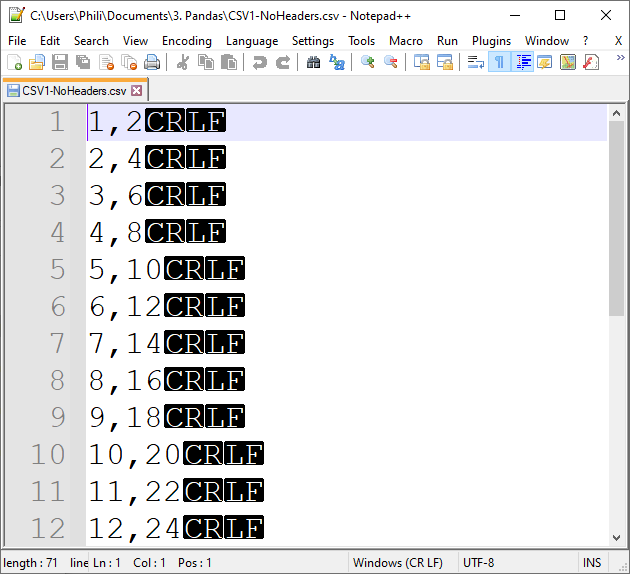 C:\Users\Phili\Documents\3. Pandas\CSV1-NoHeaders.csv - Notepad++
File Edit Search View Encoding Language Settings Tools Macro Run Plugins Window ? X
CSV1-NoHeaders.csv
1 1,2CRLF
2 2,4CRLF
3 3,6CRLF
4 4,8CRLF
5 5,10CRLF
6 6,12CRLF
7 7,14CRLF
8 8,16CRLF
9 9,18CRLF
10 10,20CRLF
11 11,22CRLF
12 12,24CRLF
length : 71 line Ln : 1 Col : 1 Pos : 1 Windows (CR LF) UTF-8 INS